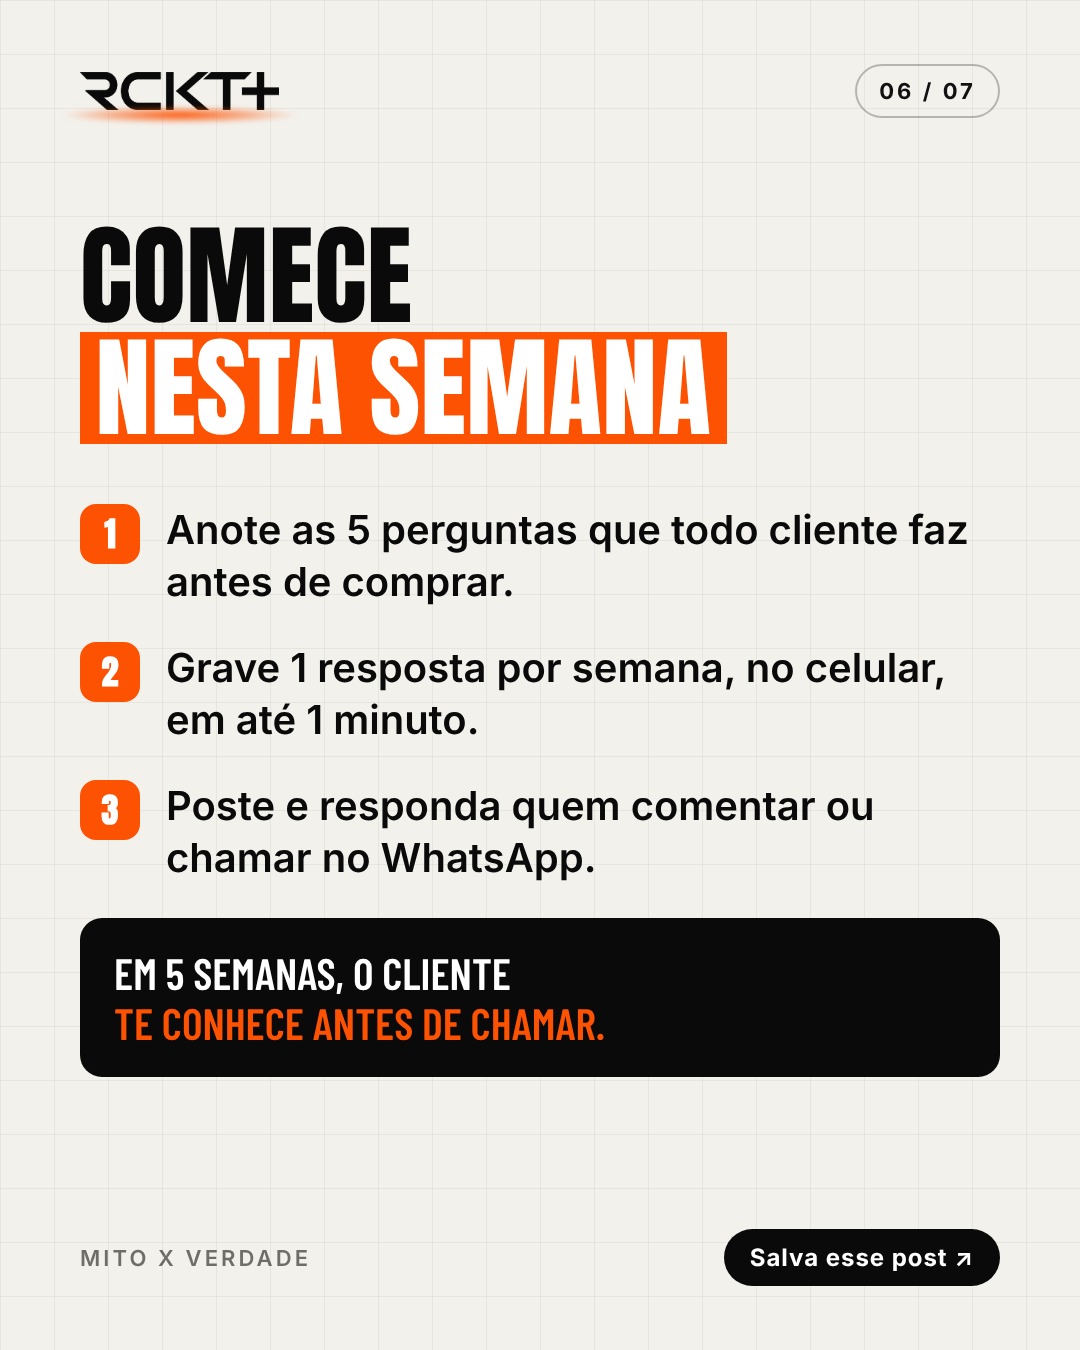 RCKT+
06 / 07
COMECE
NESTA SEMANA
1 Anote as 5 perguntas que todo cliente faz
antes de comprar.
2 Grave 1 resposta por semana, no celular,
em até 1 minuto.
3 Poste e responda quem comentar ou
chamar no WhatsApp.
EM 5 SEMANAS, O CLIENTE
TE CONHECE ANTES DE CHAMAR.
MITO X VERDADE
Salva esse post ↗